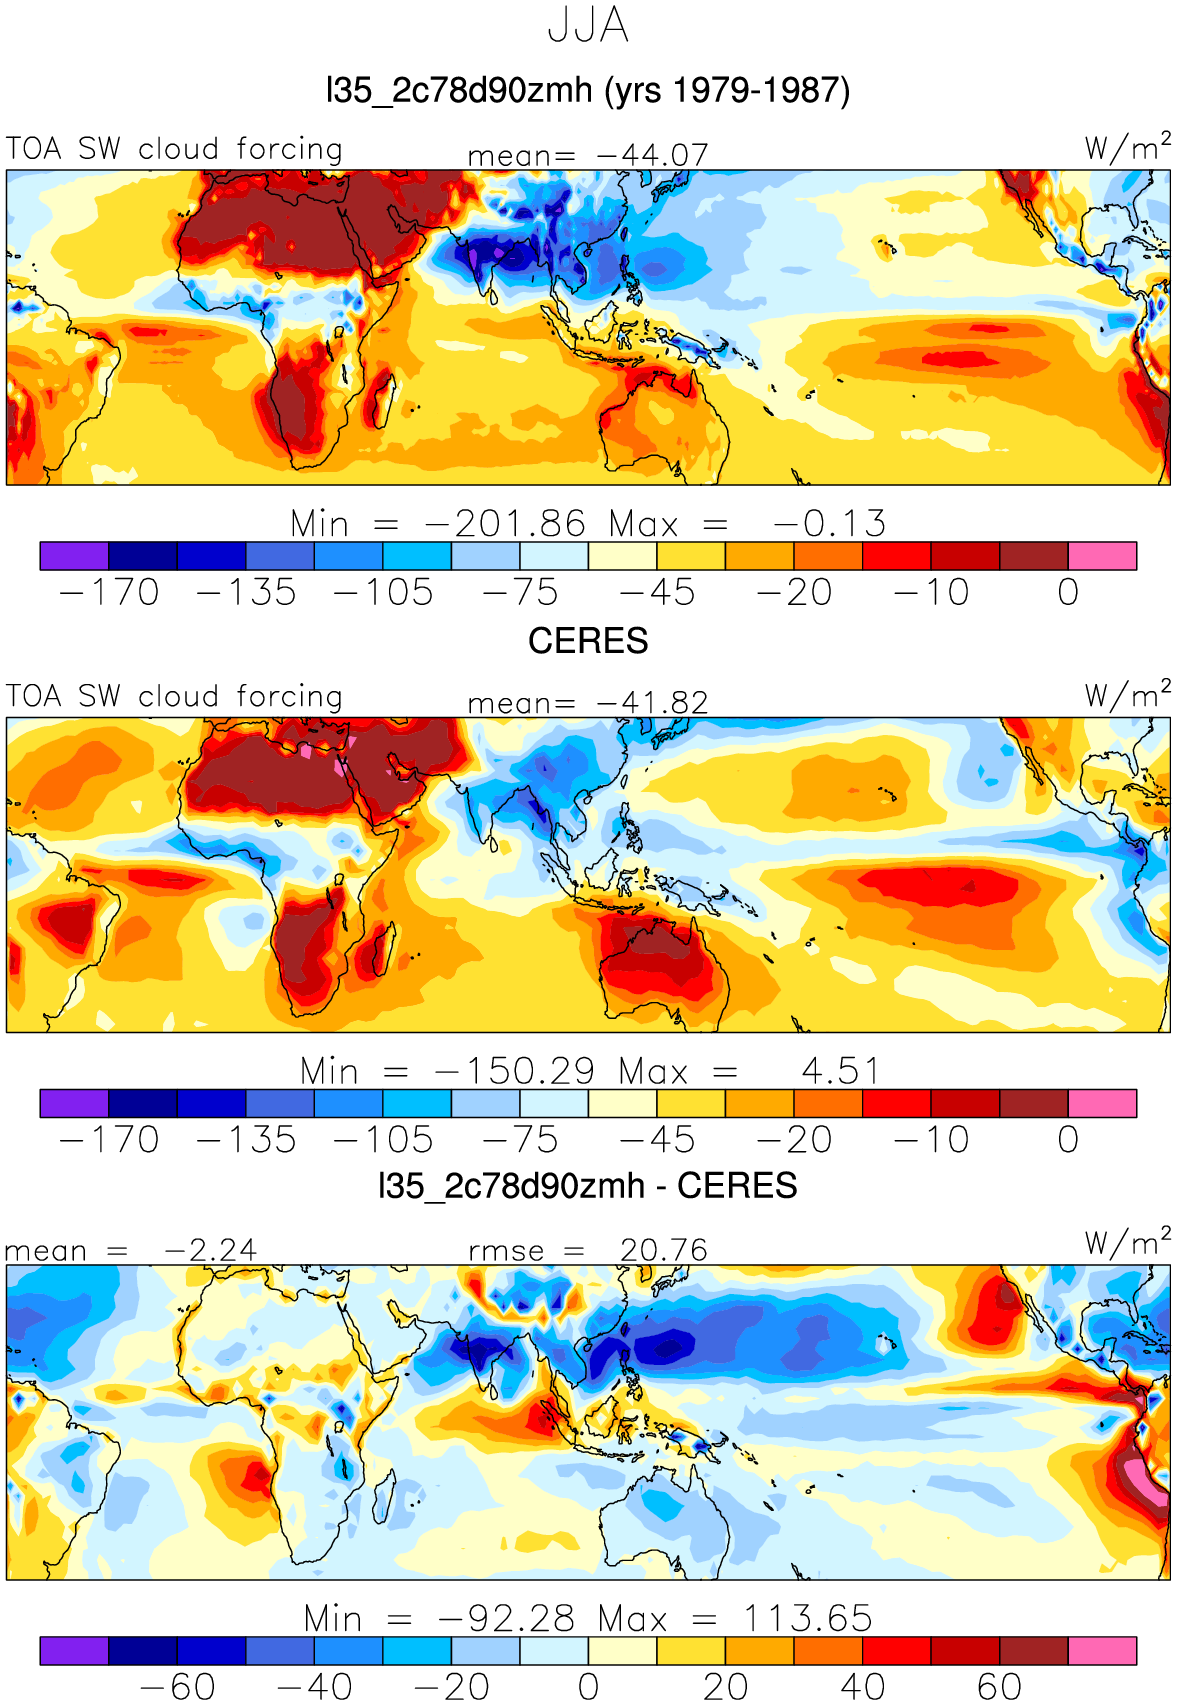 JJA
l35_2c78d90zmh (yrs 1979-1987)
TOA SW cloud forcing mean= −44.07 W/m²
Min = −201.86 Max = −0.13
−170 −135 −105 −75 −45 −20 −10 0
CERES
TOA SW cloud forcing mean= −41.82 W/m²
Min = −150.29 Max = 4.51
−170 −135 −105 −75 −45 −20 −10 0
l35_2c78d90zmh - CERES
mean = −2.24 rmse = 20.76 W/m²
Min = −92.28 Max = 113.65
−60 −40 −20 0 20 40 60